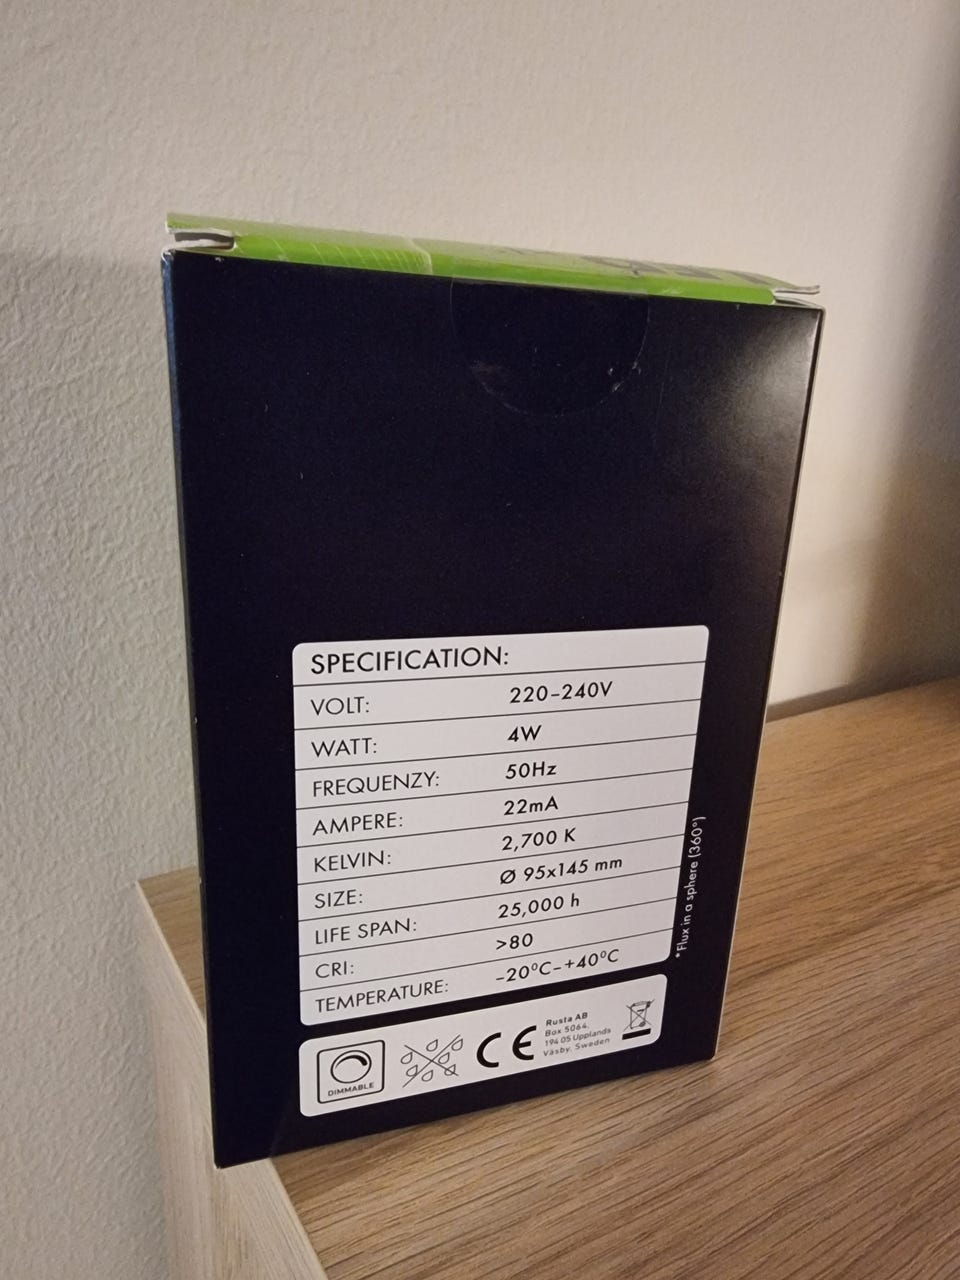 SPECIFICATION:
VOLT: 220-240V
WATT: 4W
FREQUENZY: 50Hz
AMPERE: 22mA
KELVIN: 2,700 K
SIZE: Ø 95x145 mm
LIFE SPAN: 25,000 h
CRI: >80
TEMPERATURE: -20°C-+40°C
*Flux in a sphere (360°)
DIMMABLE
CE
Rusta AB
Box 5064,
194 05 Upplands
Väsby, Sweden